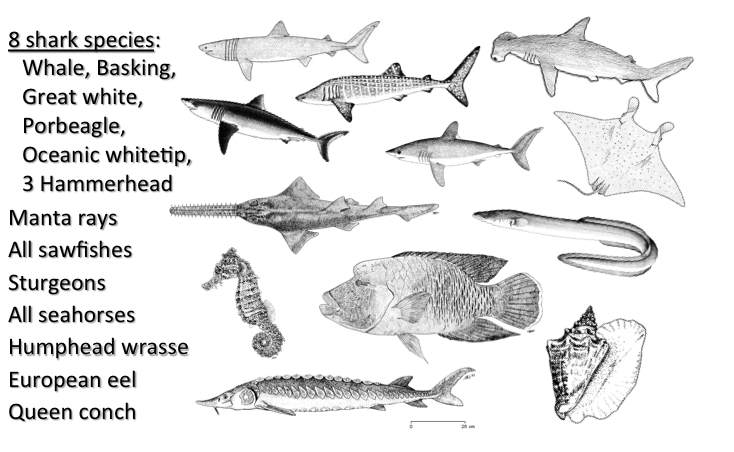 8 shark species:
Whale, Basking,
Great white,
Porbeagle,
Oceanic whitetip,
3 Hammerhead
Manta rays
All sawfishes
Sturgeons
All seahorses
Humphead wrasse
European eel
Queen conch